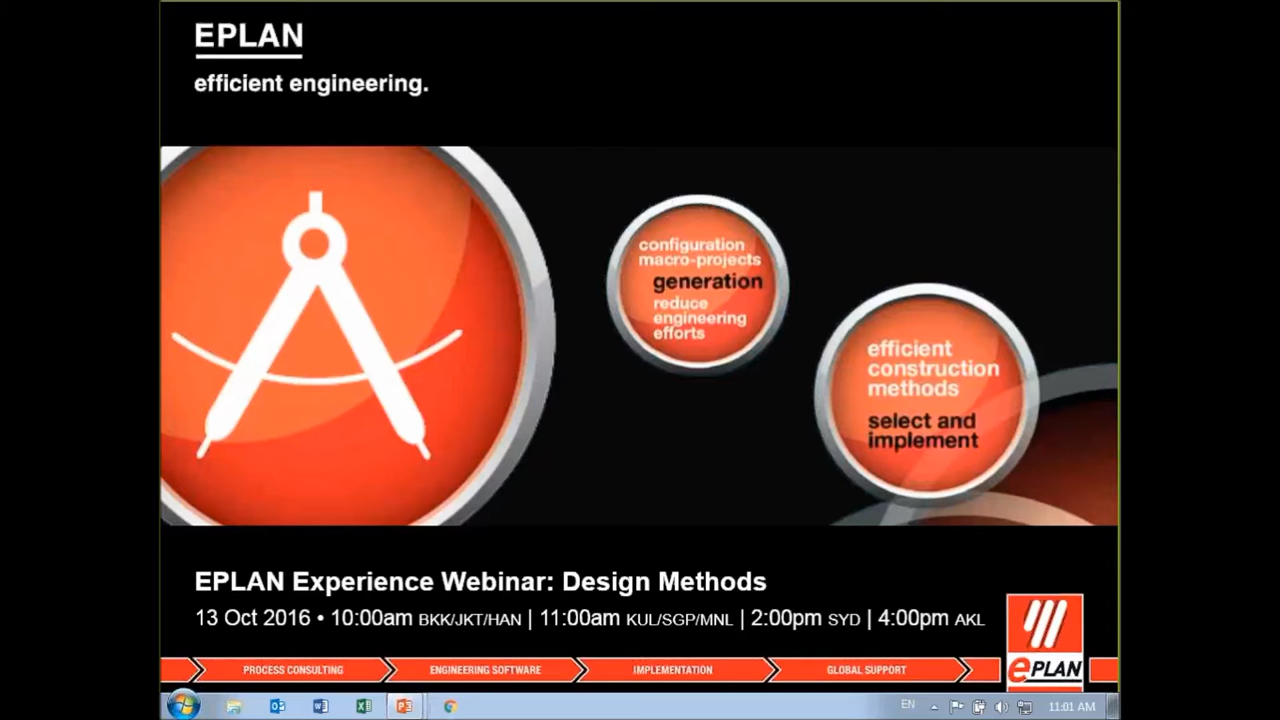 EPLAN
efficient engineering.
configuration
macro-projects
generation
reduce
engineering
efforts
efficient
construction
methods
select and
implement
EPLAN Experience Webinar: Design Methods
13 Oct 2016 • 10:00am BKK/JKT/HAN | 11:00am KUL/SGP/MNL | 2:00pm SYD | 4:00pm AKL
ePLAN
PROCESS CONSULTING
ENGINEERING SOFTWARE
IMPLEMENTATION
GLOBAL SUPPORT
EN
11:01 AM